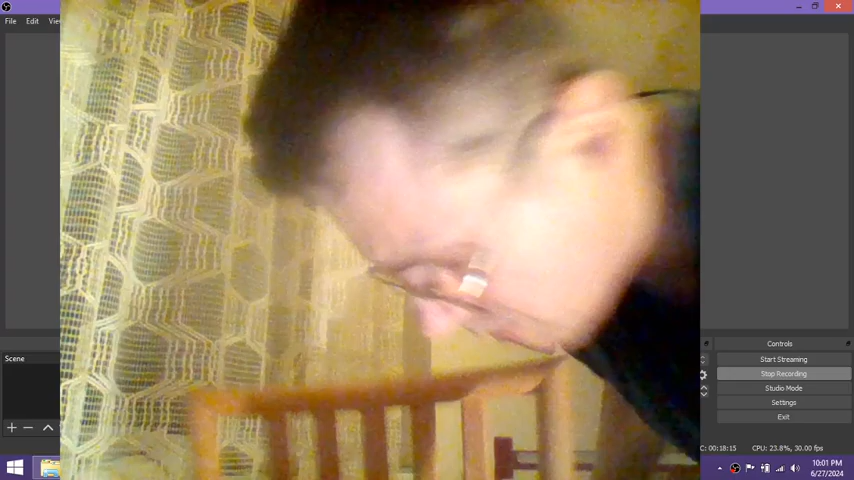 File Edit Vie
Controls
Scene
Start Streaming
Stop Recording
Studio Mode
Settings
Exit
C: 00:18:15 CPU: 23.8%, 30.00 fps
10:01 PM
6/27/2024